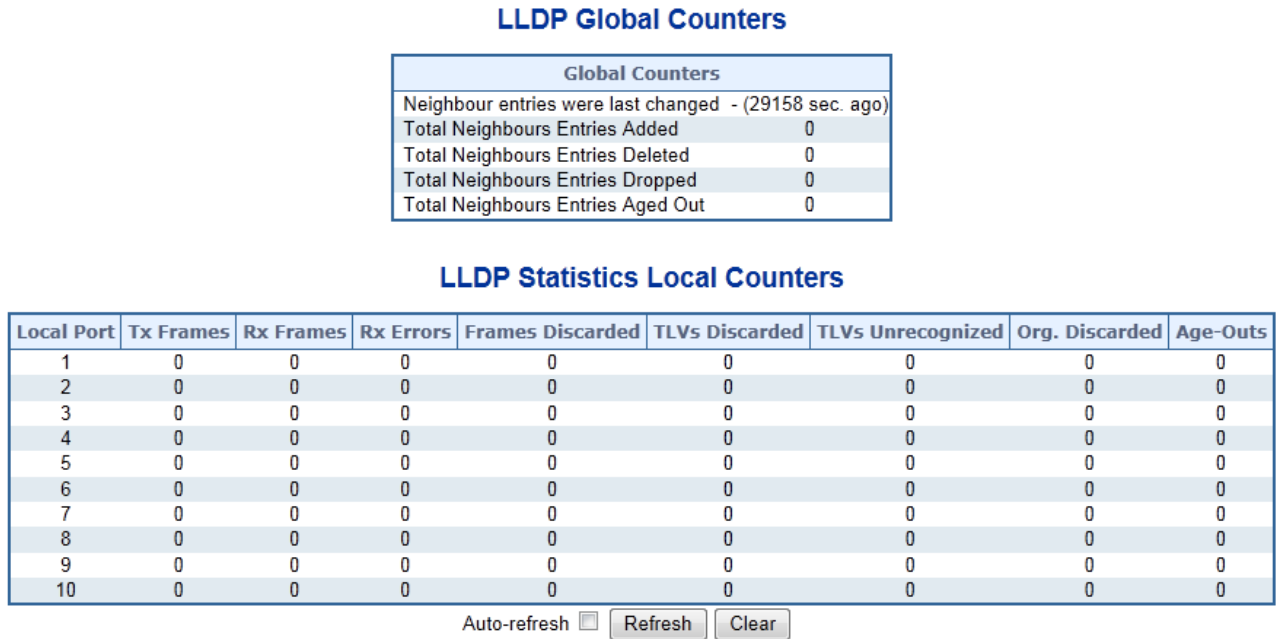 LLDP Global Counters
Global Counters
Neighbour entries were last changed - (29158 sec. ago)
Total Neighbours Entries Added 0
Total Neighbours Entries Deleted 0
Total Neighbours Entries Dropped 0
Total Neighbours Entries Aged Out 0
LLDP Statistics Local Counters
Local Port Tx Frames Rx Frames Rx Errors Frames Discarded TLVs Discarded TLVs Unrecognized Org. Discarded Age-Outs
1 0 0 0 0 0 0 0 0
2 0 0 0 0 0 0 0 0
3 0 0 0 0 0 0 0 0
4 0 0 0 0 0 0 0 0
5 0 0 0 0 0 0 0 0
6 0 0 0 0 0 0 0 0
7 0 0 0 0 0 0 0 0
8 0 0 0 0 0 0 0 0
9 0 0 0 0 0 0 0 0
10 0 0 0 0 0 0 0 0
Auto-refresh Refresh Clear